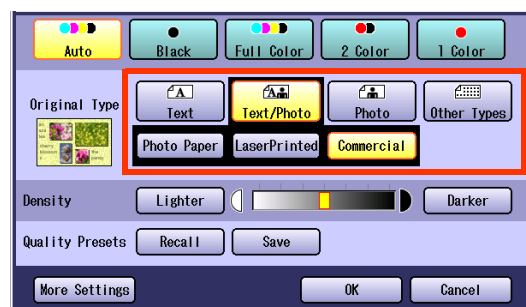 Auto Black Full Color 2 Color 1 Color
Original Type
Text Text/Photo Photo Other Types
Photo Paper LaserPrinted Commercial
Density Lighter Darker
Quality Presets Recall Save
More Settings OK Cancel